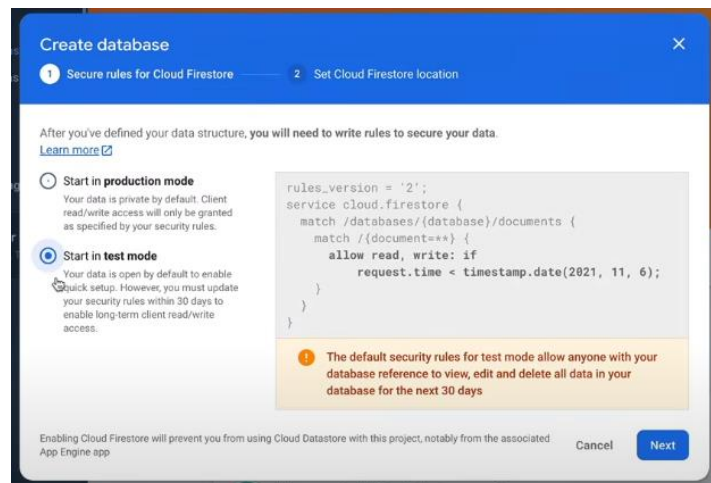 Create database
1 Secure rules for Cloud Firestore
2 Set Cloud Firestore location
After you've defined your data structure, you will need to write rules to secure your data.
Learn more
Start in production mode
Your data is private by default. Client
read/write access will only be granted
as specified by your security rules.
Start in test mode
Your data is open by default to enable
quick setup. However, you must update
your security rules within 30 days to
enable long-term client read/write
access.
rules_version = '2';
service cloud.firestore {
match /databases/{database}/documents {
match /{document=**} {
allow read, write: if
request.time < timestamp.date(2021, 11, 6);
}
}
}
The default security rules for test mode allow anyone with your
database reference to view, edit and delete all data in your
database for the next 30 days
Enabling Cloud Firestore will prevent you from using Cloud Datastore with this project, notably from the associated
App Engine app
Cancel
Next